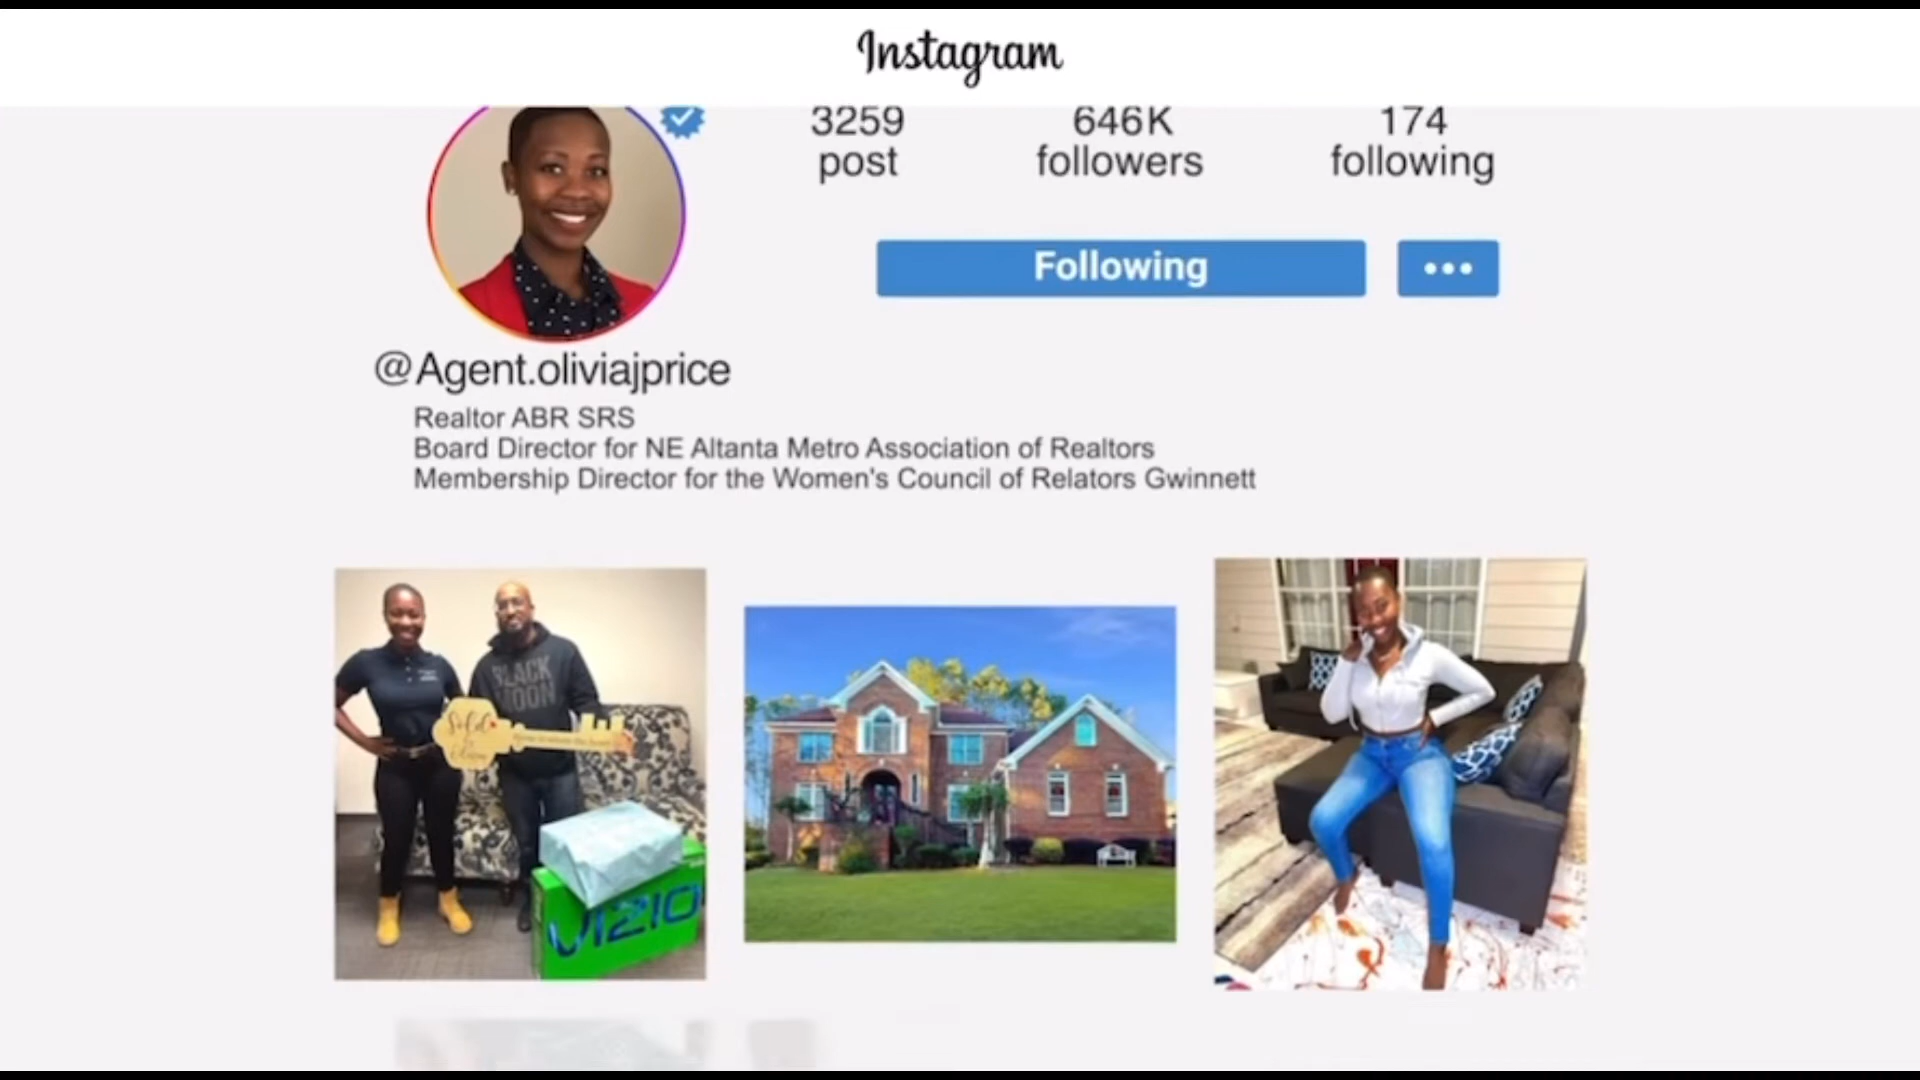 Instagram
3259
post
646K
followers
174
following
Following
@Agent.oliviajprice
Realtor ABR SRS
Board Director for NE Altanta Metro Association of Realtors
Membership Director for the Women's Council of Relators Gwinnett
BLACK
MOON
Sold
VIZIO